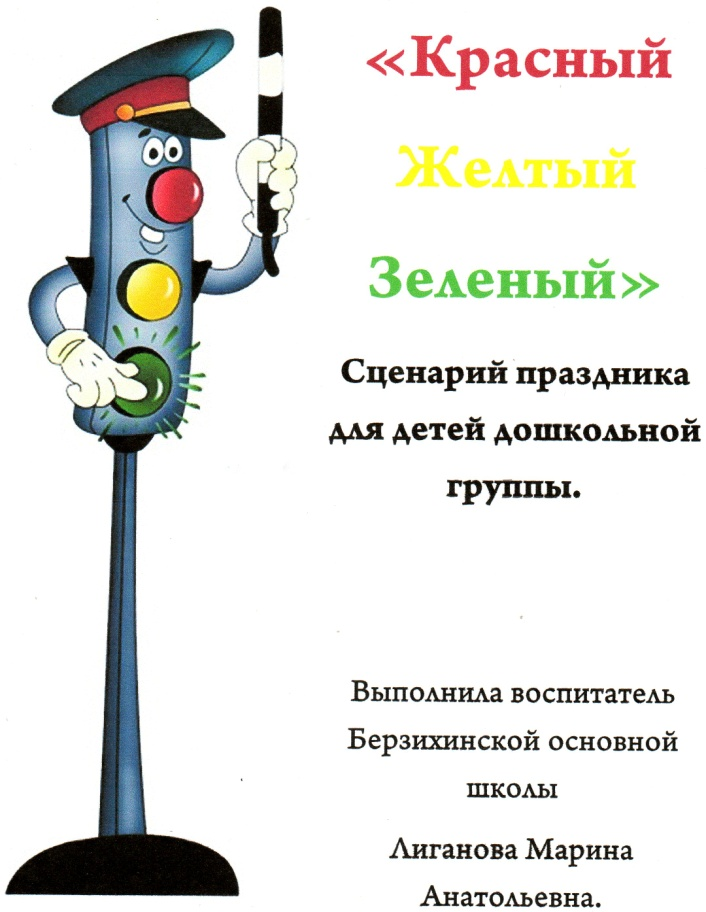 «Красный
Желтый
Зеленый»
Сценарий праздника
для детей дошкольной
группы.
Выполнила воспитатель
Берзихинской основной
школы
Лиганова Марина
Анатольевна.